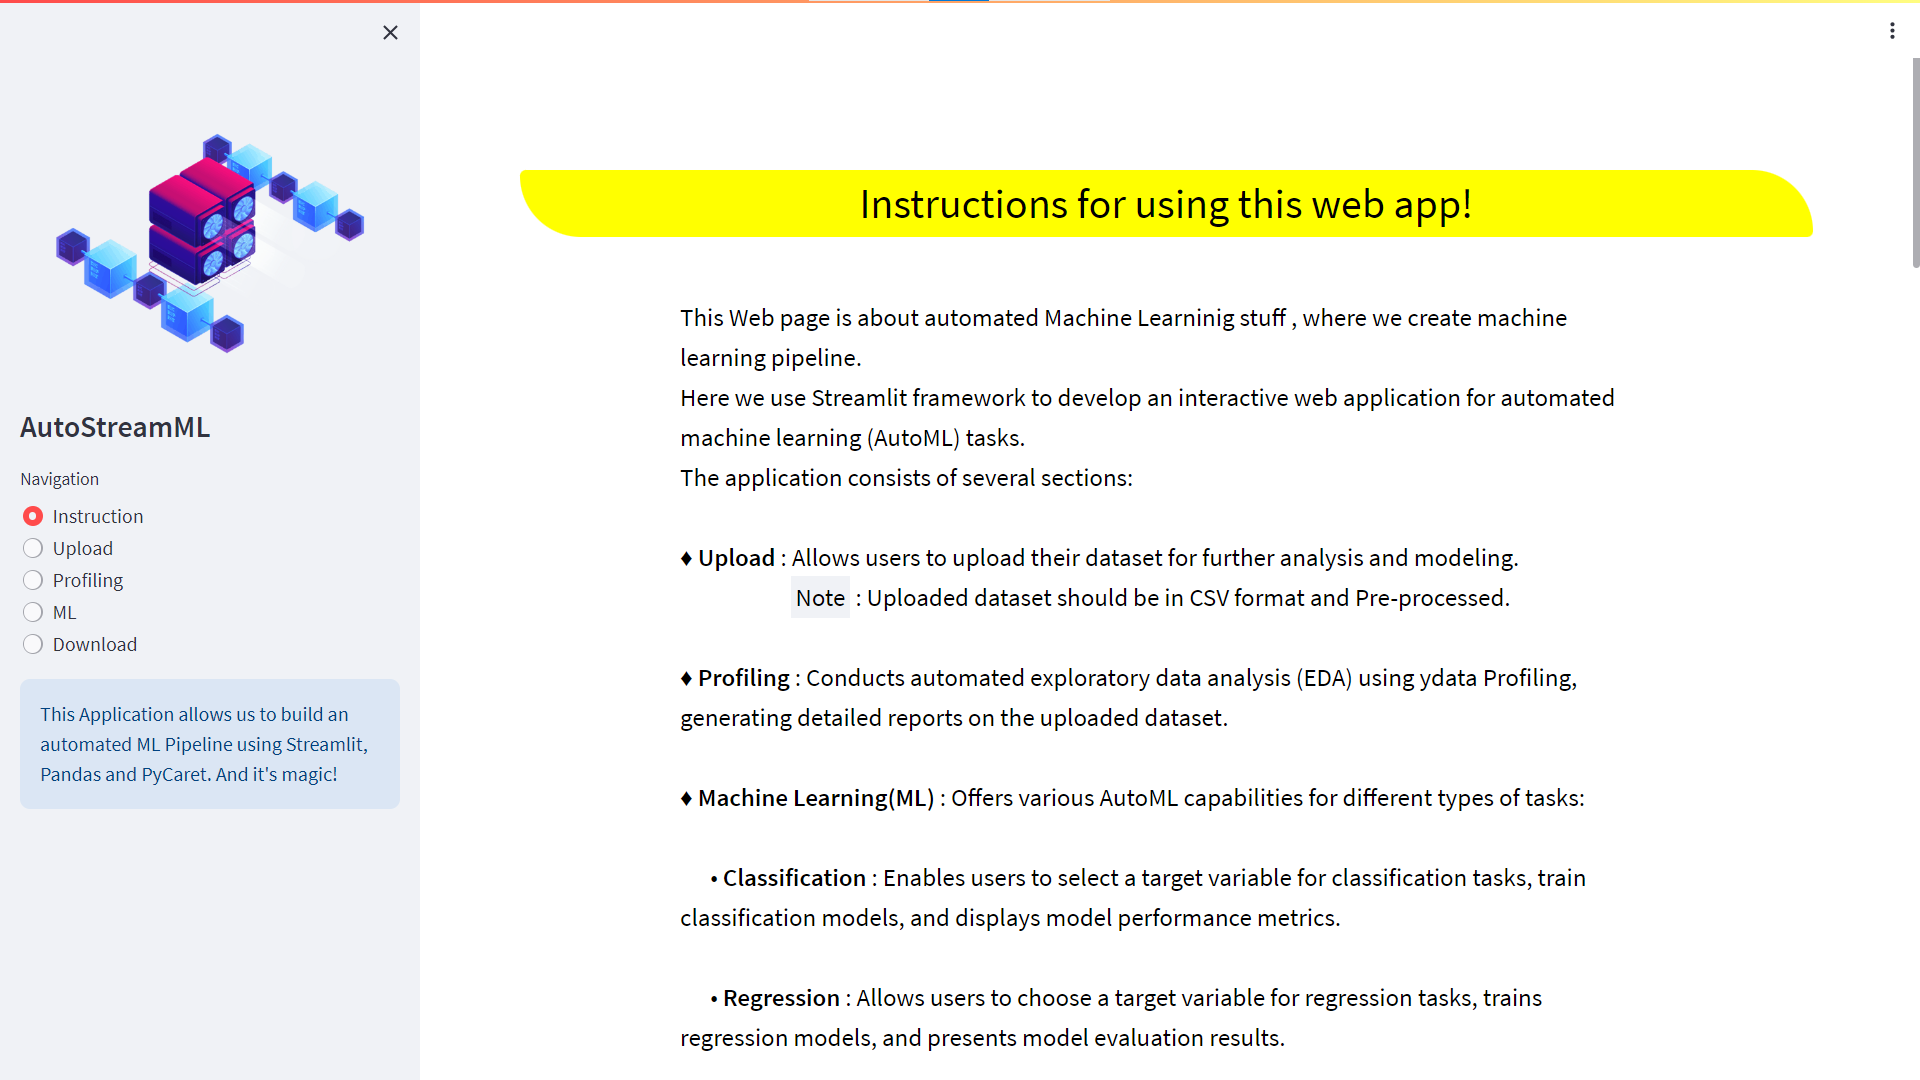 AutoStreamML
Navigation
Instruction
Upload
Profiling
ML
Download
This Application allows us to build an
automated ML Pipeline using Streamlit,
Pandas and PyCaret. And it's magic!
Instructions for using this web app!
This Web page is about automated Machine Learninig stuff , where we create machine
learning pipeline.
Here we use Streamlit framework to develop an interactive web application for automated
machine learning (AutoML) tasks.
The application consists of several sections:
♦ Upload : Allows users to upload their dataset for further analysis and modeling.
Note : Uploaded dataset should be in CSV format and Pre-processed.
♦ Profiling : Conducts automated exploratory data analysis (EDA) using ydata Profiling,
generating detailed reports on the uploaded dataset.
♦ Machine Learning(ML) : Offers various AutoML capabilities for different types of tasks:
• Classification : Enables users to select a target variable for classification tasks, train
classification models, and displays model performance metrics.
• Regression : Allows users to choose a target variable for regression tasks, trains
regression models, and presents model evaluation results.